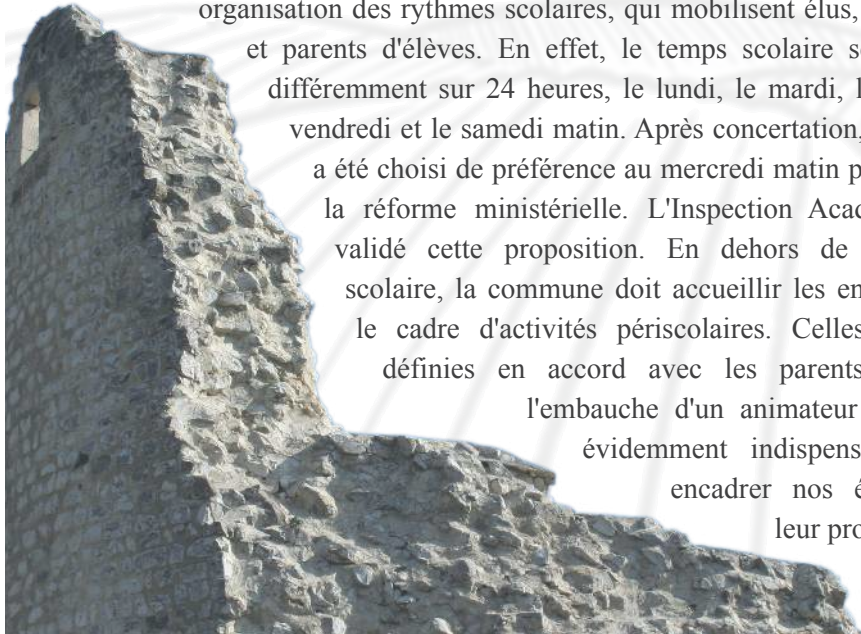 organisation des rythmes scolaires, qui mobilisent élus,
et parents d'élèves. En effet, le temps scolaire s
différemment sur 24 heures, le lundi, le mardi, l
vendredi et le samedi matin. Après concertation,
a été choisi de préférence au mercredi matin p
la réforme ministérielle. L'Inspection Aca
validé cette proposition. En dehors de
scolaire, la commune doit accueillir les en
le cadre d'activités périscolaires. Celles
définies en accord avec les parents
l'embauche d'un animateur
évidemment indispens
encadrer nos é
leur pro